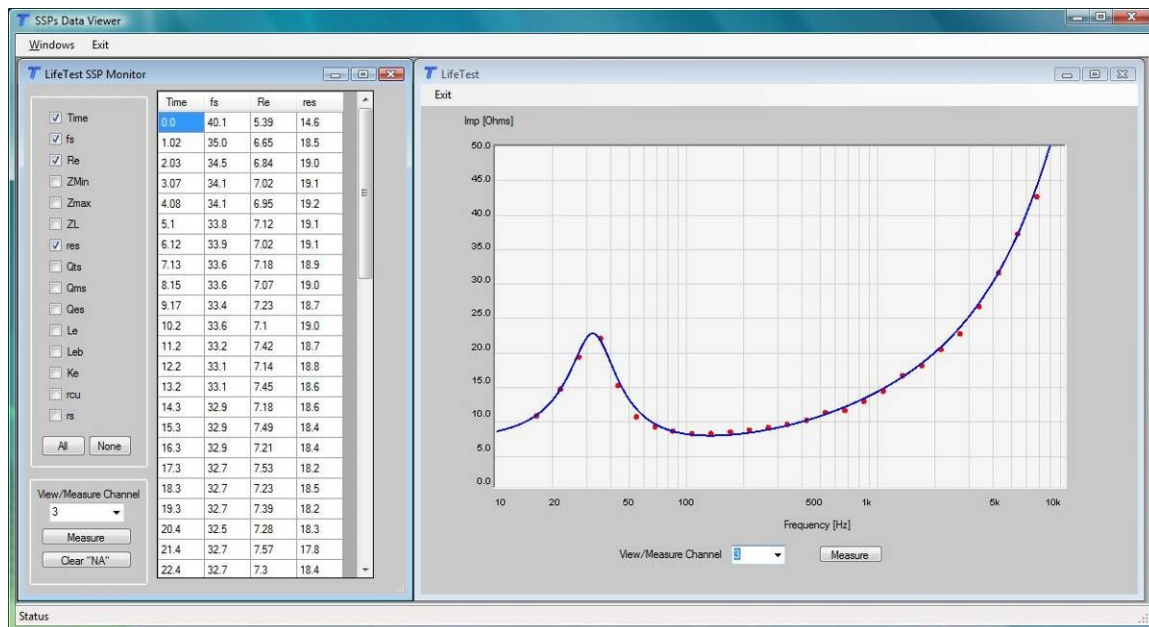 SSPs Data Viewer
Windows Exit
LifeTest SSP Monitor
Time
fs
Re
ZMin
Zmax
ZL
res
Qts
Qms
Qes
Le
Leb
Ke
rcu
rs
All None
View/Measure Channel
3
Measure
Clear "NA"
Time fs Re res
0.0 40.1 5.39 14.6
1.02 35.0 6.65 18.5
2.03 34.5 6.84 19.0
3.07 34.1 7.02 19.1
4.08 34.1 6.95 19.2
5.1 33.8 7.12 19.1
6.12 33.9 7.02 19.1
7.13 33.6 7.18 18.9
8.15 33.6 7.07 19.0
9.17 33.4 7.23 18.7
10.2 33.6 7.1 19.0
11.2 33.2 7.42 18.7
12.2 33.1 7.14 18.8
13.2 33.1 7.45 18.6
14.3 32.9 7.18 18.6
15.3 32.9 7.49 18.4
16.3 32.9 7.21 18.4
17.3 32.7 7.53 18.2
18.3 32.7 7.23 18.5
19.3 32.7 7.39 18.2
20.4 32.5 7.28 18.3
21.4 32.7 7.57 17.8
22.4 32.7 7.3 18.4
LifeTest
Exit
Imp [Ohms]
50.0
45.0
40.0
35.0
30.0
25.0
20.0
15.0
10.0
5.0
0.0
10 20 50 100 500 1k 5k 10k
Frequency [Hz]
View/Measure Channel 3 Measure
Status